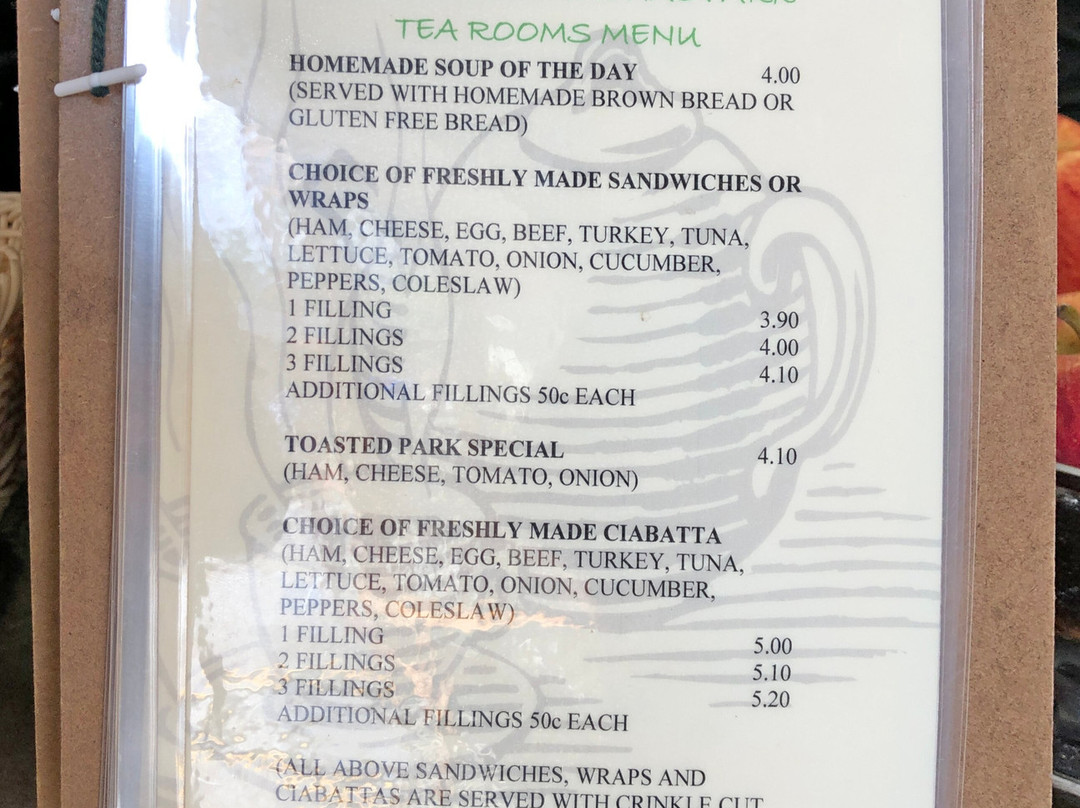 TEA ROOMS MENU
HOMEMADE SOUP OF THE DAY 4.00
(SERVED WITH HOMEMADE BROWN BREAD OR
GLUTEN FREE BREAD)
CHOICE OF FRESHLY MADE SANDWICHES OR
WRAPS
(HAM, CHEESE, EGG, BEEF, TURKEY, TUNA,
LETTUCE, TOMATO, ONION, CUCUMBER,
PEPPERS, COLESLAW)
1 FILLING 3.90
2 FILLINGS 4.00
3 FILLINGS 4.10
ADDITIONAL FILLINGS 50c EACH
TOASTED PARK SPECIAL 4.10
(HAM, CHEESE, TOMATO, ONION)
CHOICE OF FRESHLY MADE CIABATTA
(HAM, CHEESE, EGG, BEEF, TURKEY, TUNA,
LETTUCE, TOMATO, ONION, CUCUMBER,
PEPPERS, COLESLAW)
1 FILLING 5.00
2 FILLINGS 5.10
3 FILLINGS 5.20
ADDITIONAL FILLINGS 50c EACH
(ALL ABOVE SANDWICHES, WRAPS AND
CIABATTAS ARE SERVED WITH CRINKLE CUT